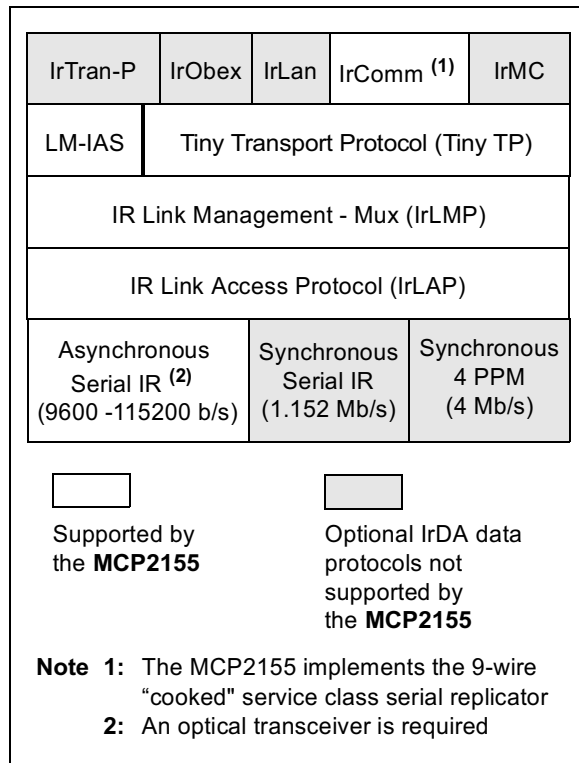 IrTran-P IrObex IrLan IrComm (1) IrMC
LM-IAS Tiny Transport Protocol (Tiny TP)
IR Link Management - Mux (IrLMP)
IR Link Access Protocol (IrLAP)
Asynchronous
Serial IR (2)
(9600 -115200 b/s)
Synchronous
Serial IR
(1.152 Mb/s)
Synchronous
4 PPM
(4 Mb/s)
Supported by
the MCP2155
Optional IrDA data
protocols not
supported by
the MCP2155
Note 1: The MCP2155 implements the 9-wire
“cooked" service class serial replicator
2: An optical transceiver is required